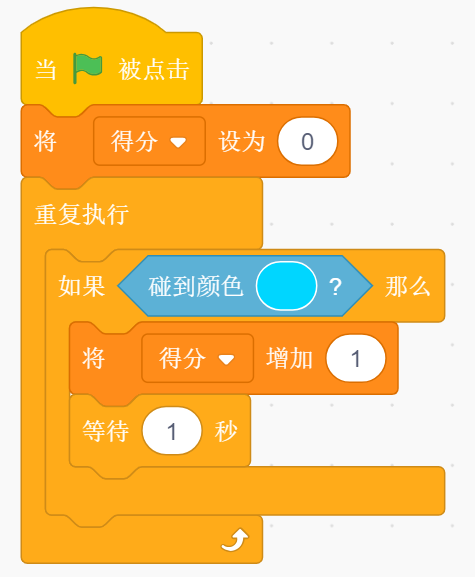 当 被点击
将 得分 设为 0
重复执行
如果 碰到颜色 ? 那么
将 得分 增加 1
等待 1 秒